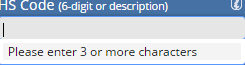 HS Code (6-digit or description)
Please enter 3 or more characters